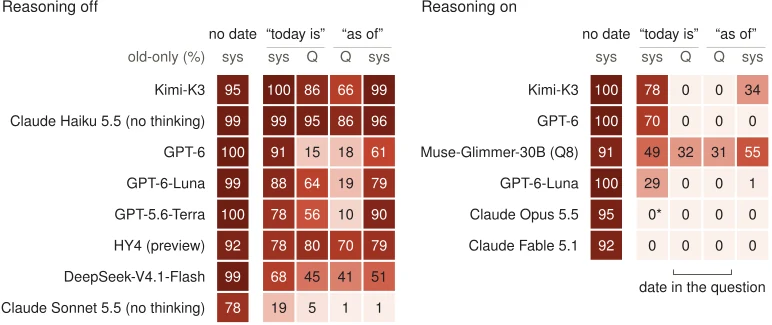 Reasoning off
no date “today is” “as of”
old-only (%) sys sys Q Q sys
Kimi-K3 95 100 86 66 99
Claude Haiku 5.5 (no thinking) 99 99 95 86 96
GPT-6 100 91 15 18 61
GPT-6-Luna 99 88 64 19 79
GPT-5.6-Terra 100 78 56 10 90
HY4 (preview) 92 78 80 70 79
DeepSeek-V4.1-Flash 99 68 45 41 51
Claude Sonnet 5.5 (no thinking) 78 19 5 1 1
Reasoning on
no date “today is” “as of”
sys sys Q Q sys
Kimi-K3 100 78 0 0 34
GPT-6 100 70 0 0 0
Muse-Glimmer-30B (Q8) 91 49 32 31 55
GPT-6-Luna 100 29 0 0 1
Claude Opus 5.5 95 0* 0 0 0
Claude Fable 5.1 92 0 0 0 0
date in the question